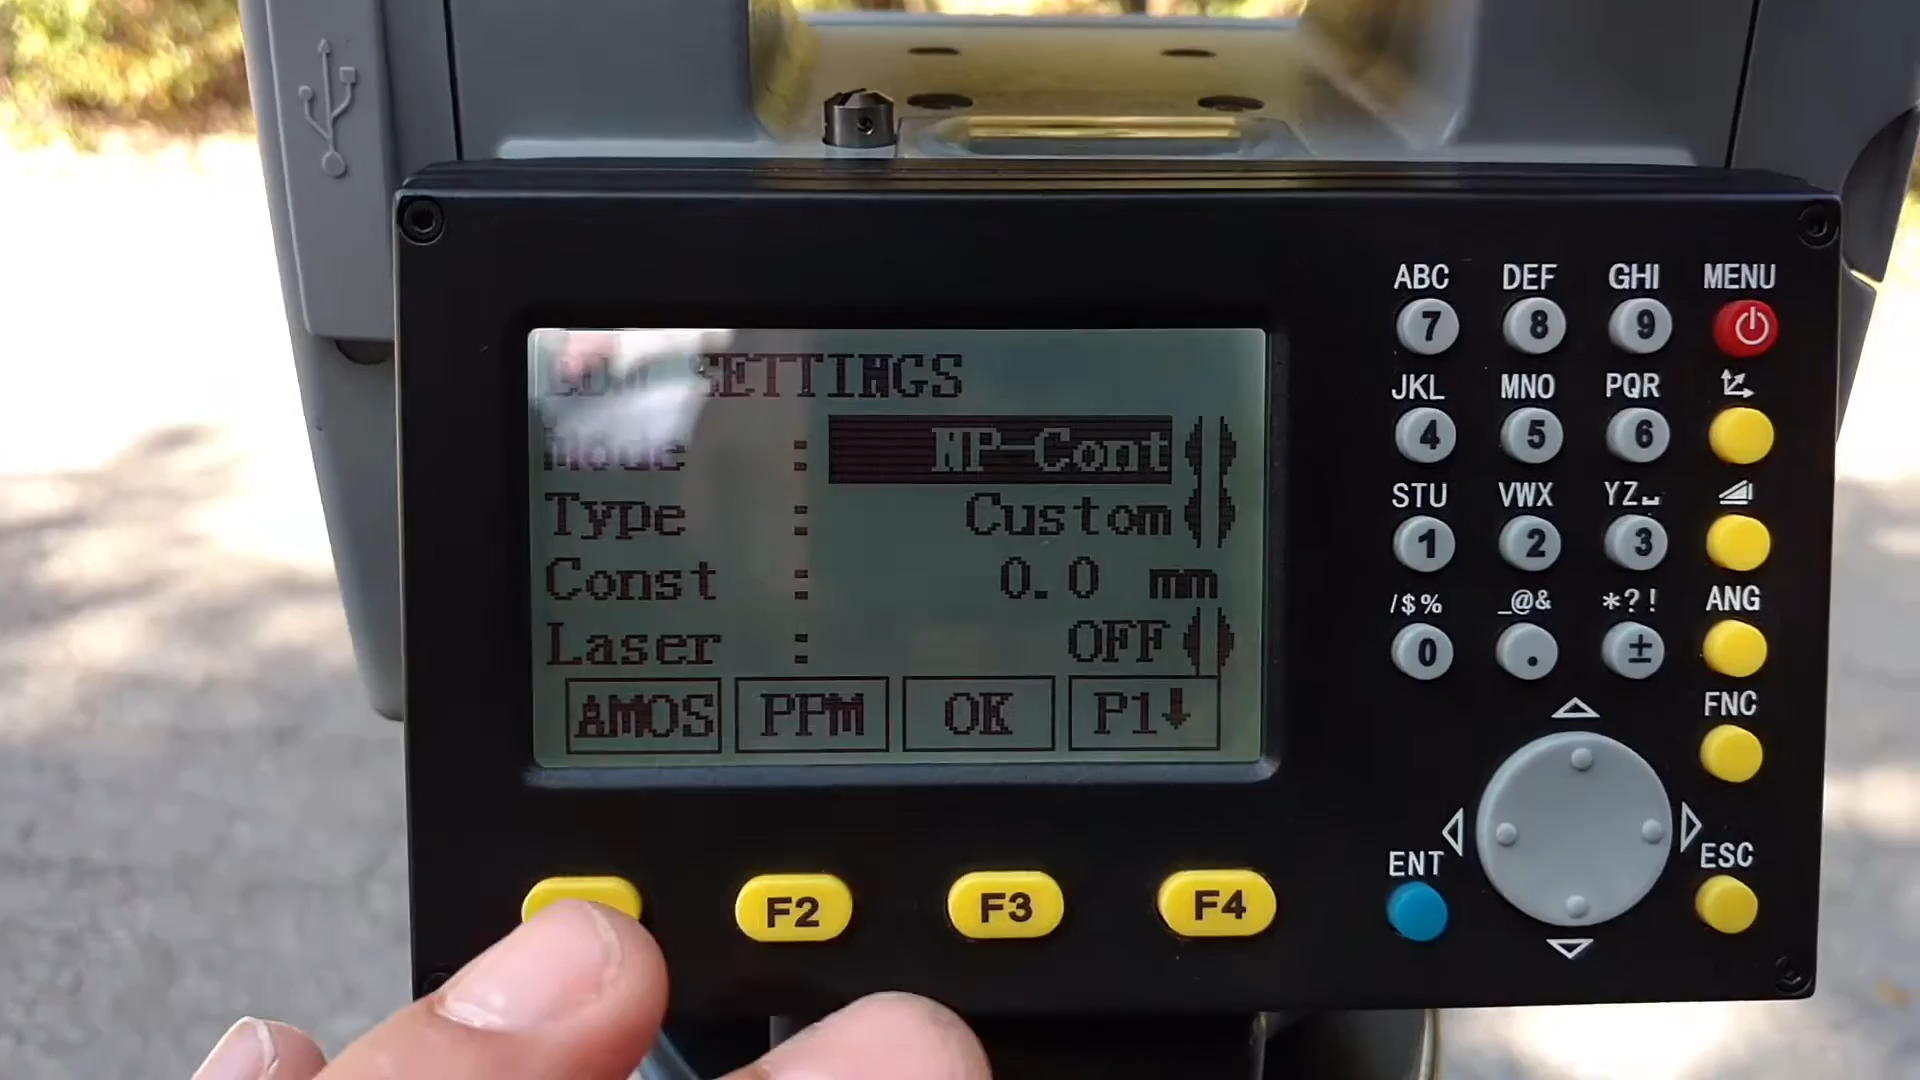 EDM SETTINGS
Mode : NP-Cont
Type : Custom
Const : 0.0 mm
Laser : OFF
AMOS PPM OK P1↓
F2 F3 F4
ABC DEF GHI MENU
7 8 9
JKL MNO PQR
4 5 6
STU VWX YZ␣
1 2 3
/$% _@& *?! ANG
0 . ±
FNC
ENT ESC